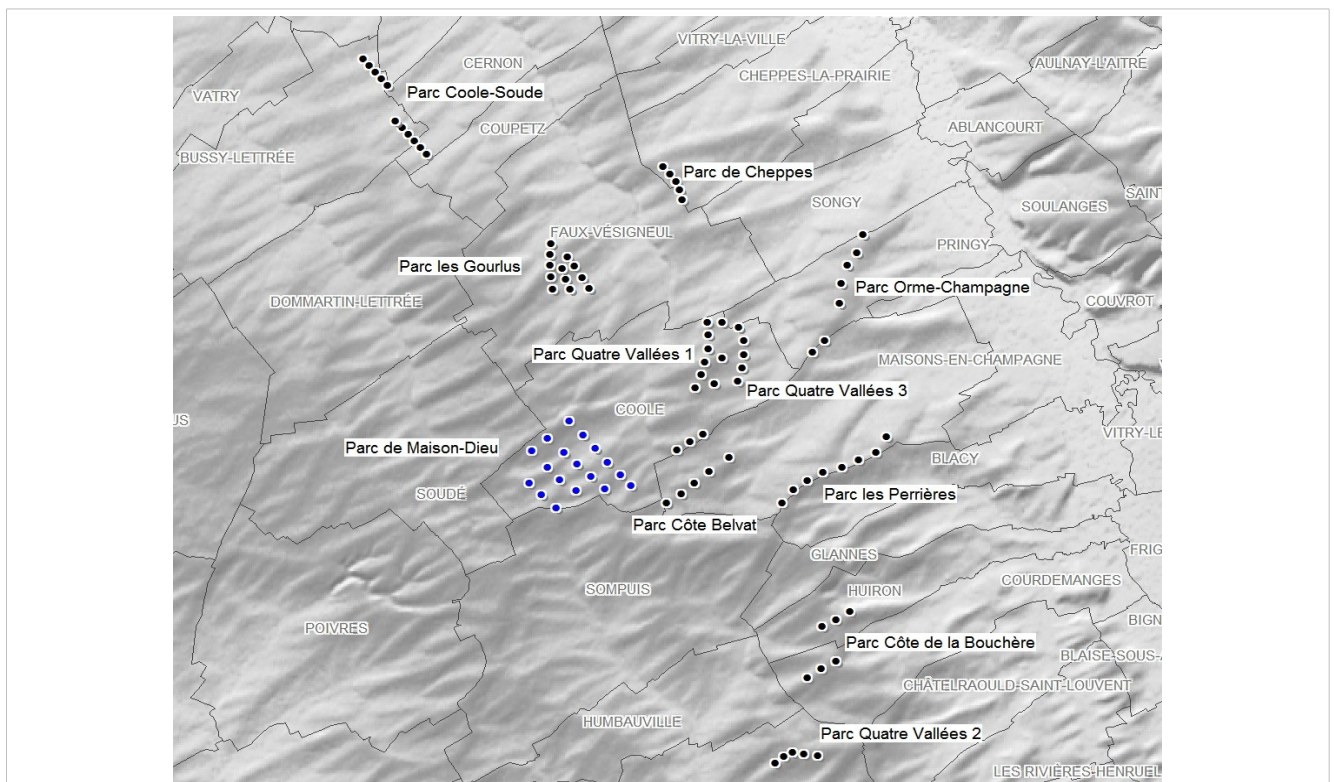 VITRY-LA-VILLE
CERNON
AULNAY-L'AITRE
CHEPPES-LA-PRAIRIE
Parc Coole-Soude
VATRY
ABLANCOURT
COUPETZ
BUSSY-LETTRÉE
Parc de Cheppes
SAINT
SONGY
SOULANGES
FAUX-VÉSIGNEUL
PRINGY
Parc les Gourlus
Parc Orme-Champagne
DOMMARTIN-LETTRÉE
COUVROT
Parc Quatre Vallées 1
MAISONS-EN-CHAMPAGNE
Parc Quatre Vallées 3
COOLE
US
VITRY-LE
Parc de Maison-Dieu
BLACY
SOUDÉ
Parc les Perrières
Parc Côte Belvat
FRIG
GLANNES
COURDEMANGES
SOMPUIS
HUIRON
BIGN
POIVRES
Parc Côte de la Bouchère
BLAISE-SOUS-A
CHÂTELRAOULD-SAINT-LOUVENT
HUMBAUVILLE
Parc Quatre Vallées 2
LES RIVIÈRES-HENRUEL